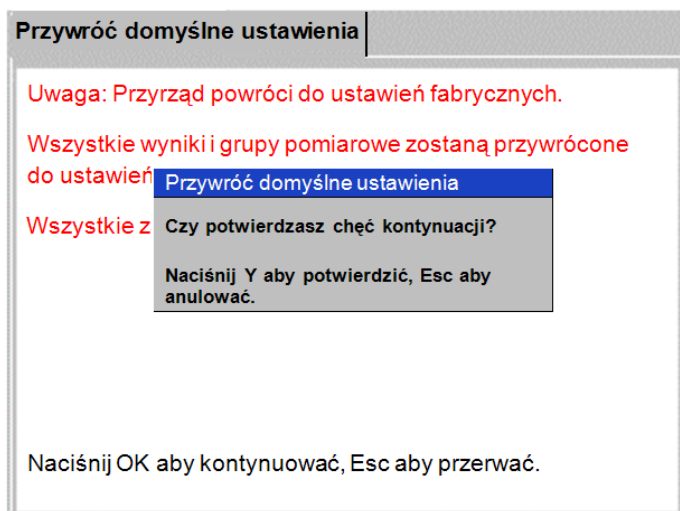 Przywróć domyślne ustawienia
Uwaga: Przyrząd powróci do ustawień fabrycznych.
Wszystkie wyniki i grupy pomiarowe zostaną przywrócone
do ustawień
Wszystkie z
Przywróć domyślne ustawienia
Czy potwierdzasz chęć kontynuacji?
Naciśnij Y aby potwierdzić, Esc aby
anulować.
Naciśnij OK aby kontynuować, Esc aby przerwać.